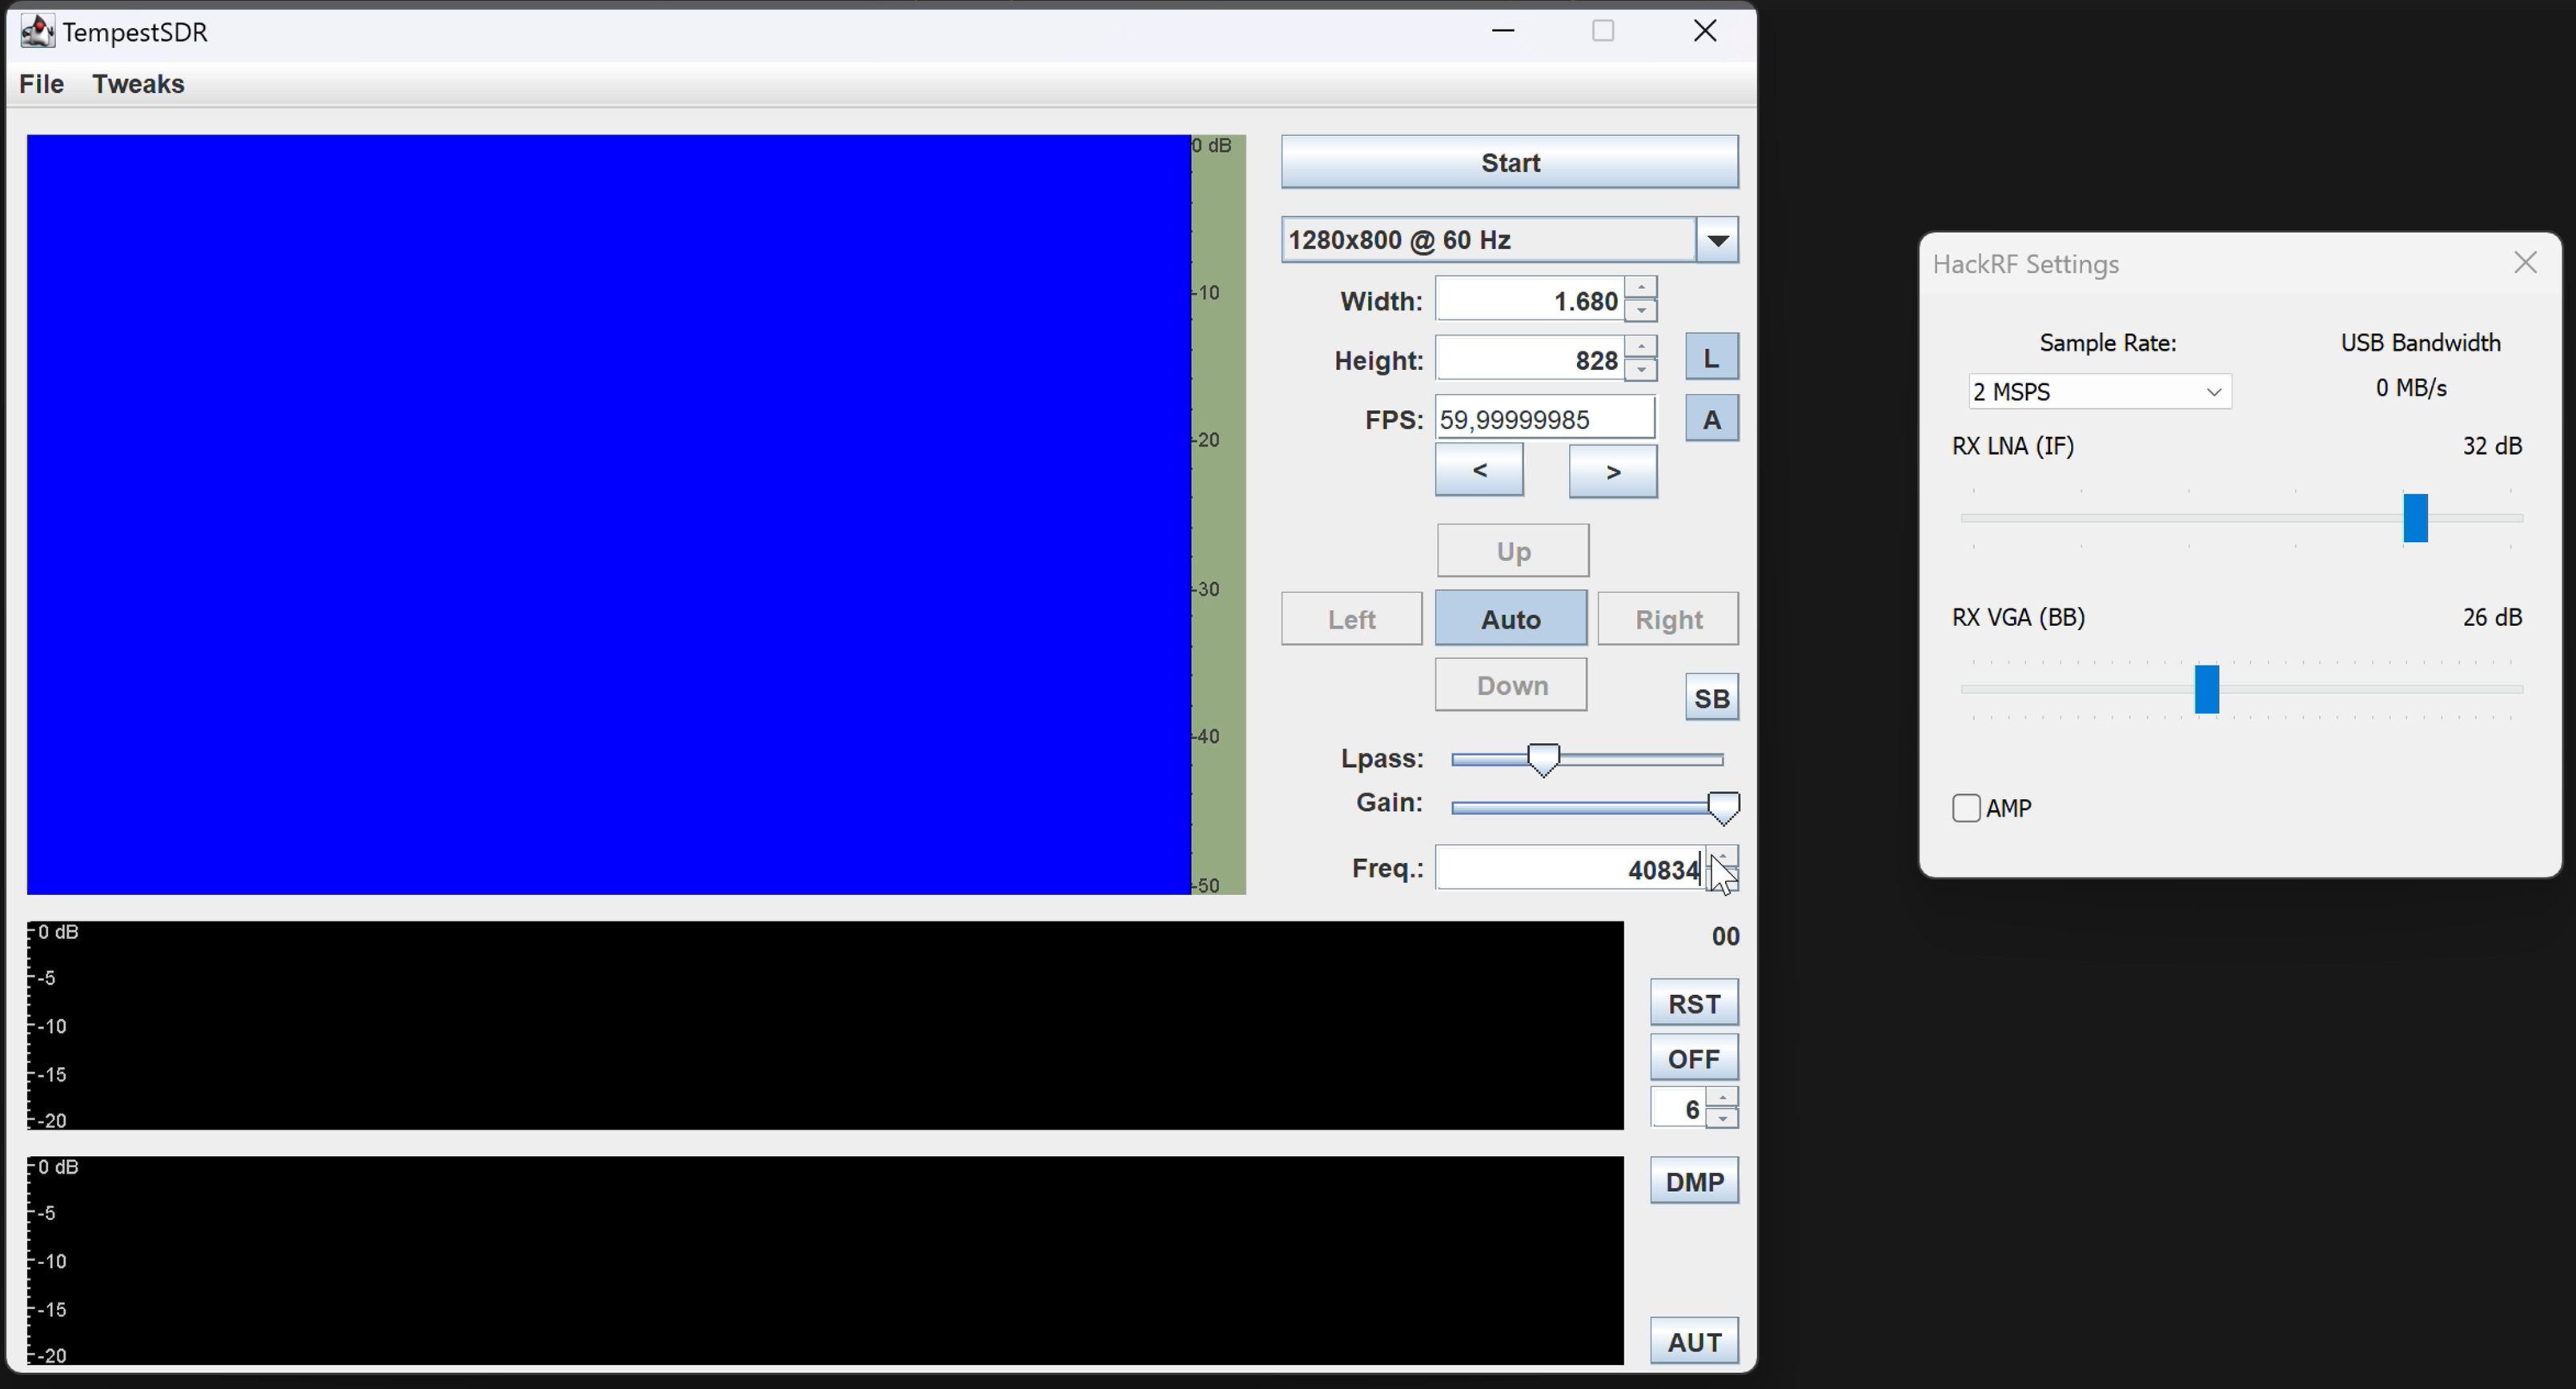 TempestSDR
File Tweaks
0 dB
-10
-20
-30
-40
-50
Start
1280x800 @ 60 Hz
Width: 1.680
Height: 828 L
FPS: 59,99999985 A
< >
Up
Left Auto Right
Down
SB
Lpass:
Gain:
Freq.: 40834
0 dB
-5
-10
-15
-20
00
RST
OFF
6
0 dB
-5
-10
-15
-20
DMP
AUT
HackRF Settings
Sample Rate: USB Bandwidth
2 MSPS 0 MB/s
RX LNA (IF) 32 dB
RX VGA (BB) 26 dB
AMP